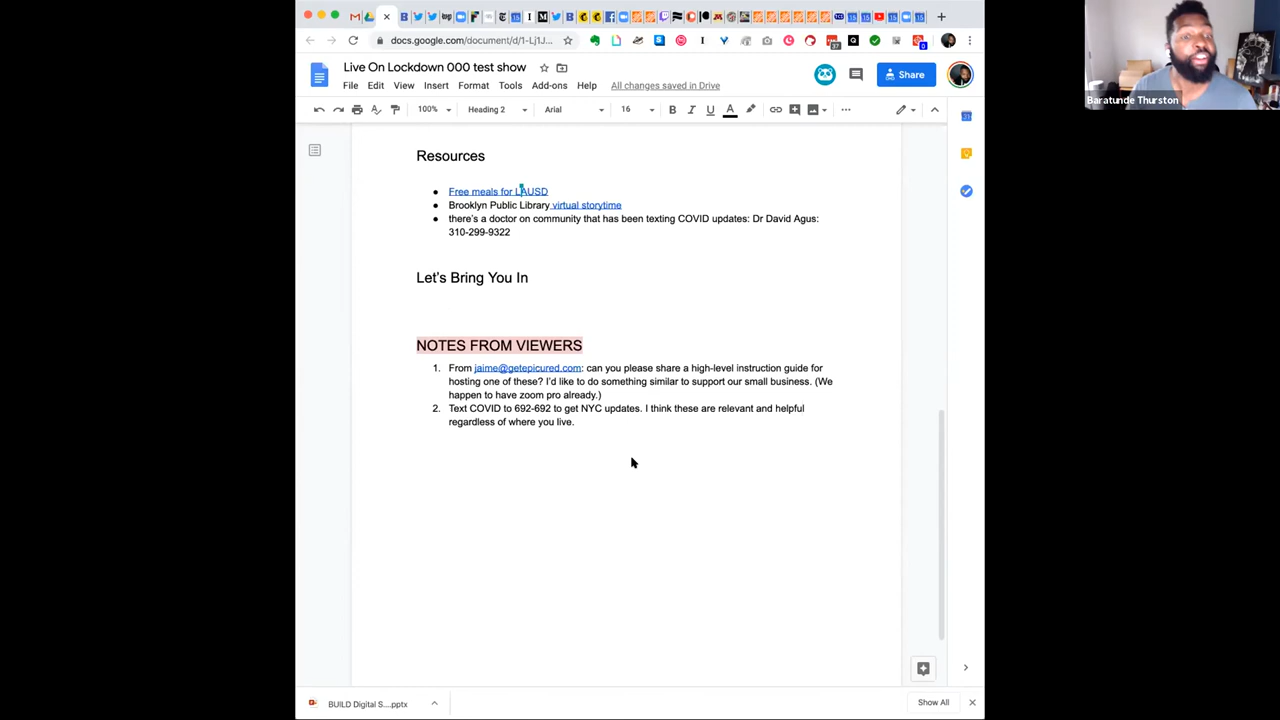 docs.google.com/document/d/1-Lj1J...
Baratunde Thurston
Live On Lockdown 000 test show
File Edit View Insert Format Tools Add-ons Help All changes saved in Drive
Share
100% Heading 2 Arial 16 B I U A
Resources
Free meals for LAUSD
Brooklyn Public Library virtual storytime
there's a doctor on community that has been texting COVID updates: Dr David Agus:
310-299-9322
Let's Bring You In
NOTES FROM VIEWERS
1. From jaime@getepicured.com: can you please share a high-level instruction guide for
hosting one of these? I'd like to do something similar to support our small business. (We
happen to have zoom pro already.)
2. Text COVID to 692-692 to get NYC updates. I think these are relevant and helpful
regardless of where you live.
BUILD Digital S....pptx
Show All